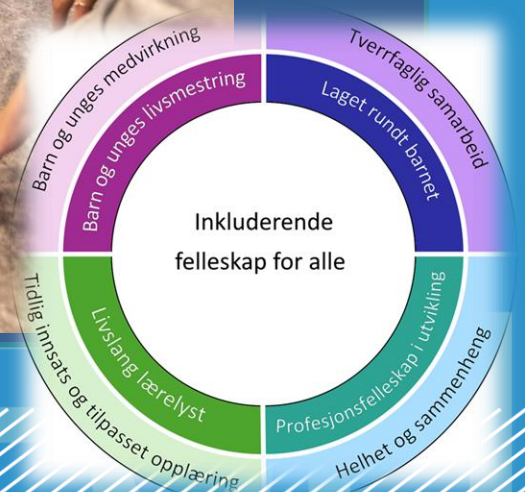 Barn og unges medvirkning
Tverrfaglig samarbeid
Barn og unges livsmestring
Laget rundt barnet
Inkluderende
felleskap for alle
Livslang lærelyst
Profesjonsfelleskap i utvikling
Tidlig innsats og tilpasset opplæring
Helhet og sammenheng